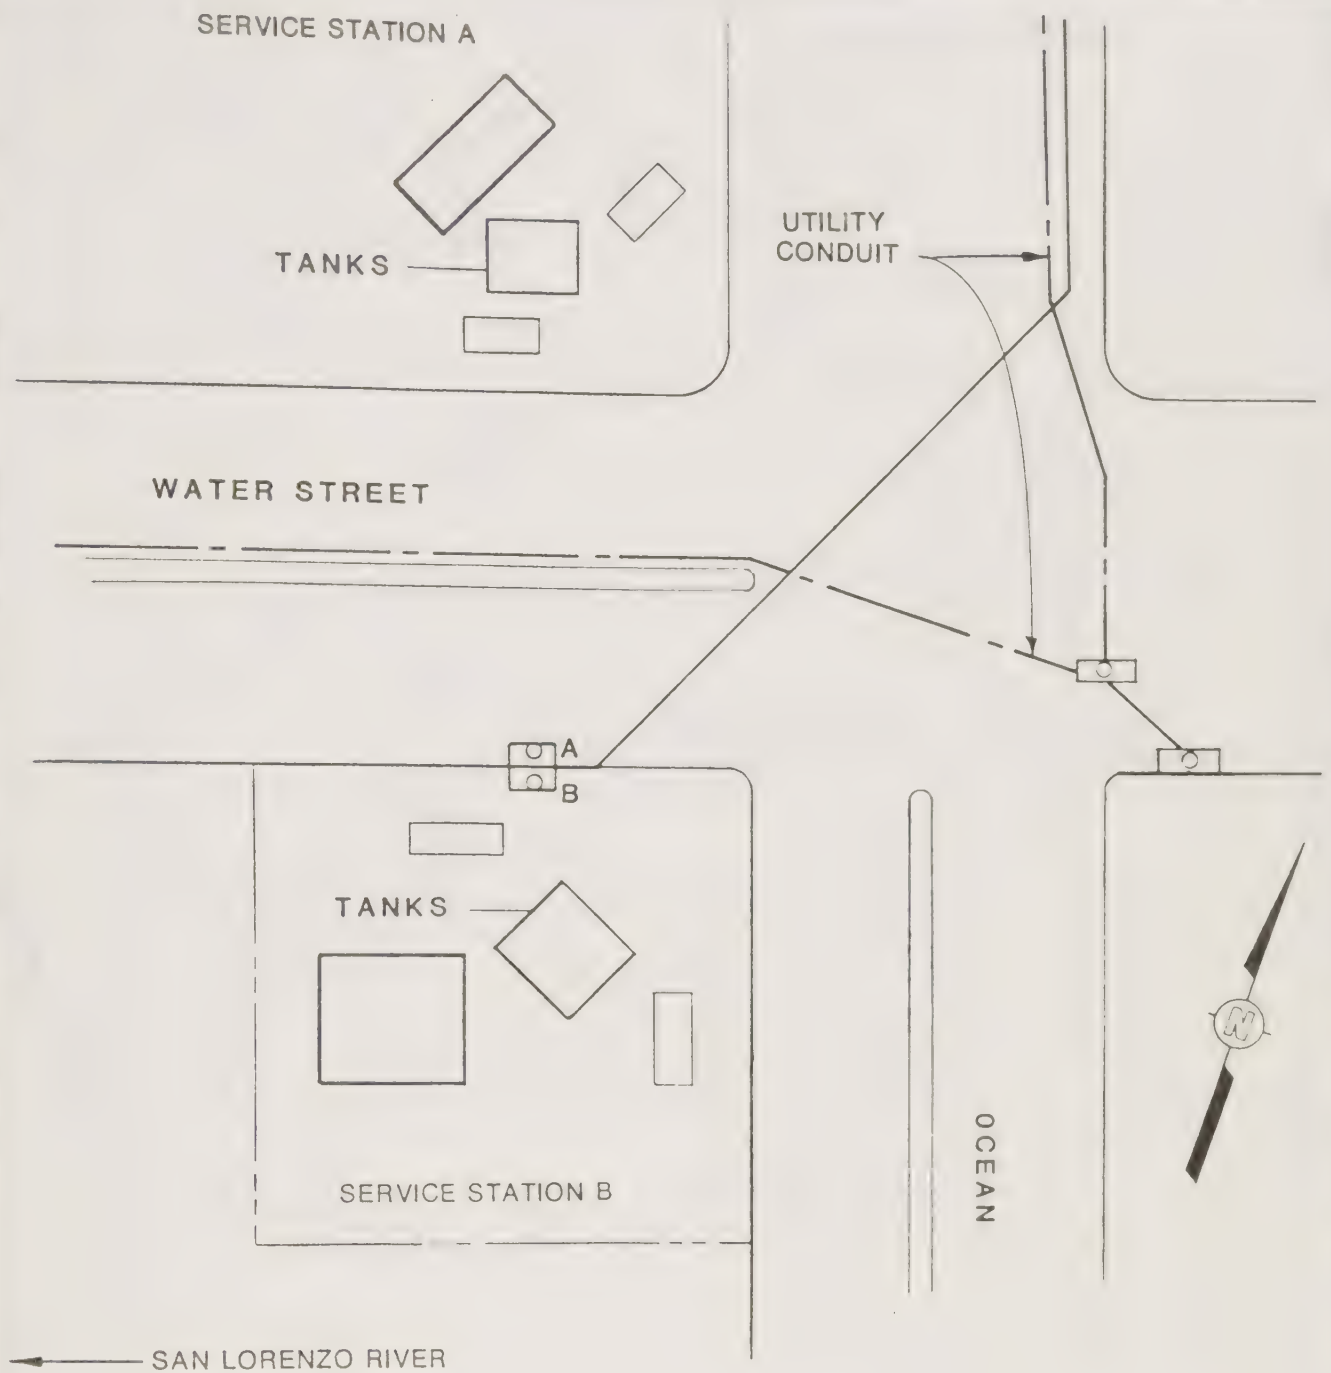 SERVICE STATION A
UTILITY
CONDUIT
TANKS
WATER STREET
A
B
TANKS
N
OCEAN
SERVICE STATION B
SAN LORENZO RIVER